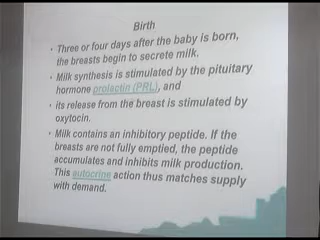 Birth
• Three or four days after the baby is born,
the breasts begin to secrete milk.
• Milk synthesis is stimulated by the pituitary
hormone prolactin (PRL), and
• its release from the breast is stimulated by
oxytocin.
• Milk contains an inhibitory peptide. If the
breasts are not fully emptied, the peptide
accumulates and inhibits milk production.
This autocrine action thus matches supply
with demand.